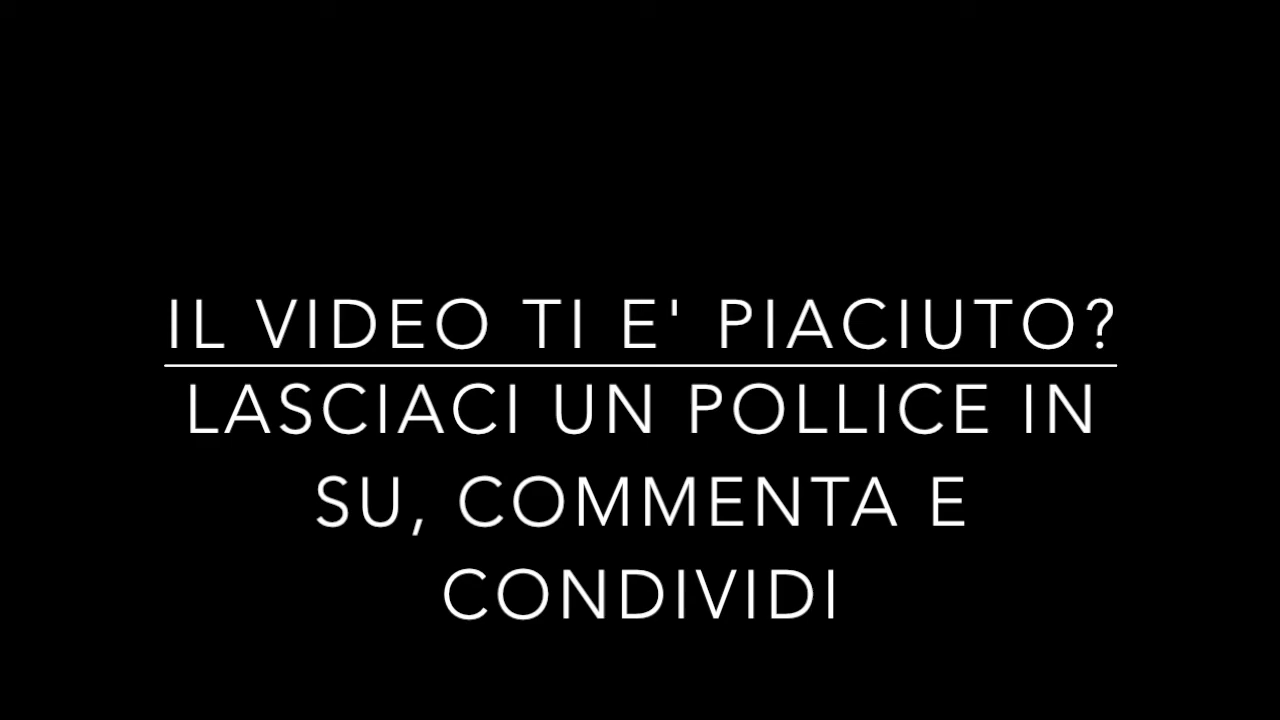 IL VIDEO TI E' PIACIUTO?
LASCIACI UN POLLICE IN
SU, COMMENTA E
CONDIVIDI